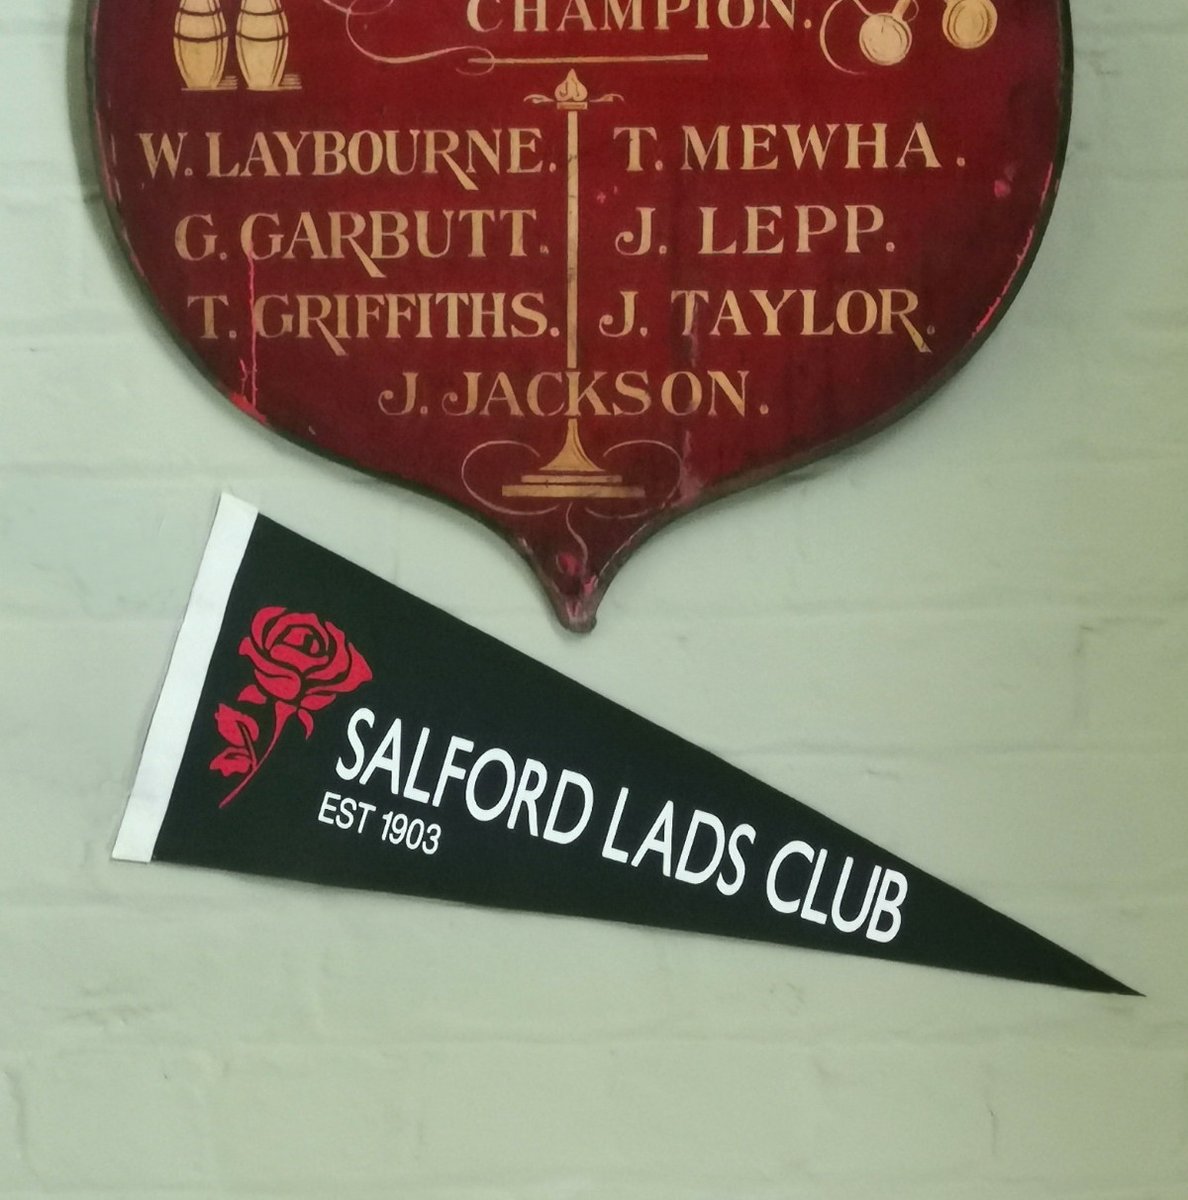 CHAMPION.
W. LAYBOURNE. T. MEWHA.
G. GARBUTT. J. LEPP.
T. GRIFFITHS. J. TAYLOR.
J. JACKSON.
SALFORD LADS CLUB
EST 1903